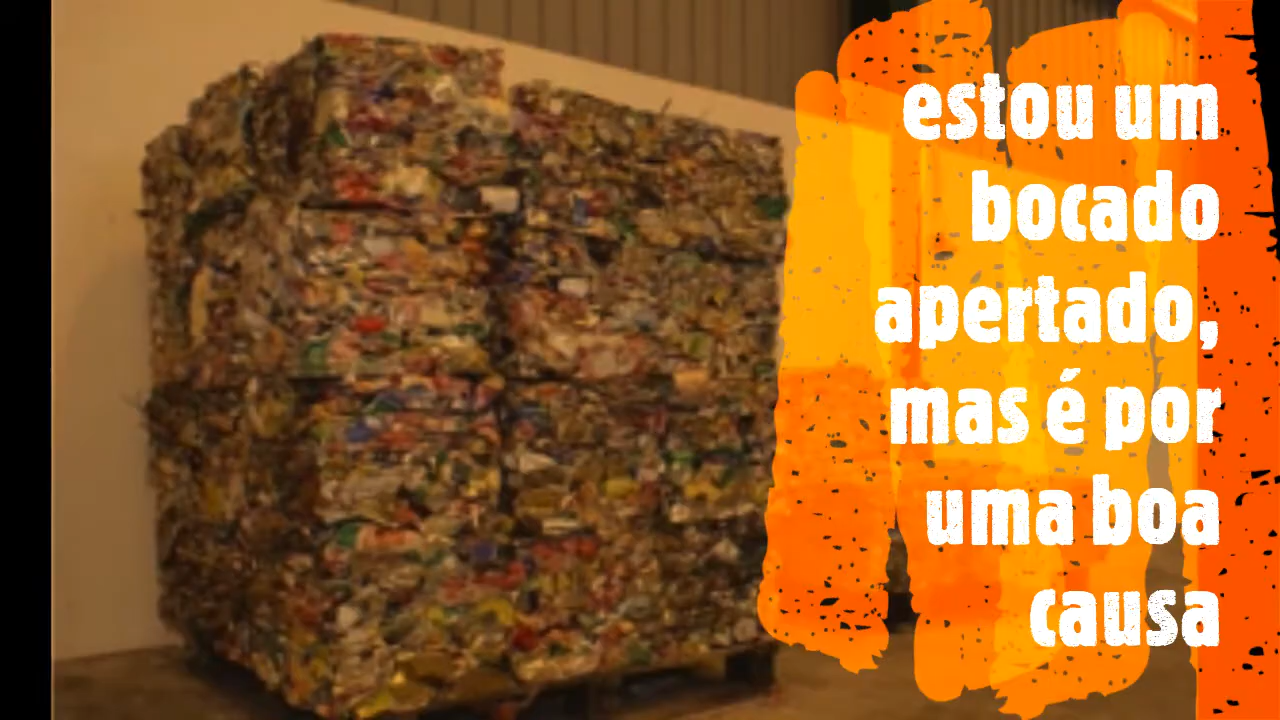 estou um
bocado
apertado,
mas é por
uma boa
causa